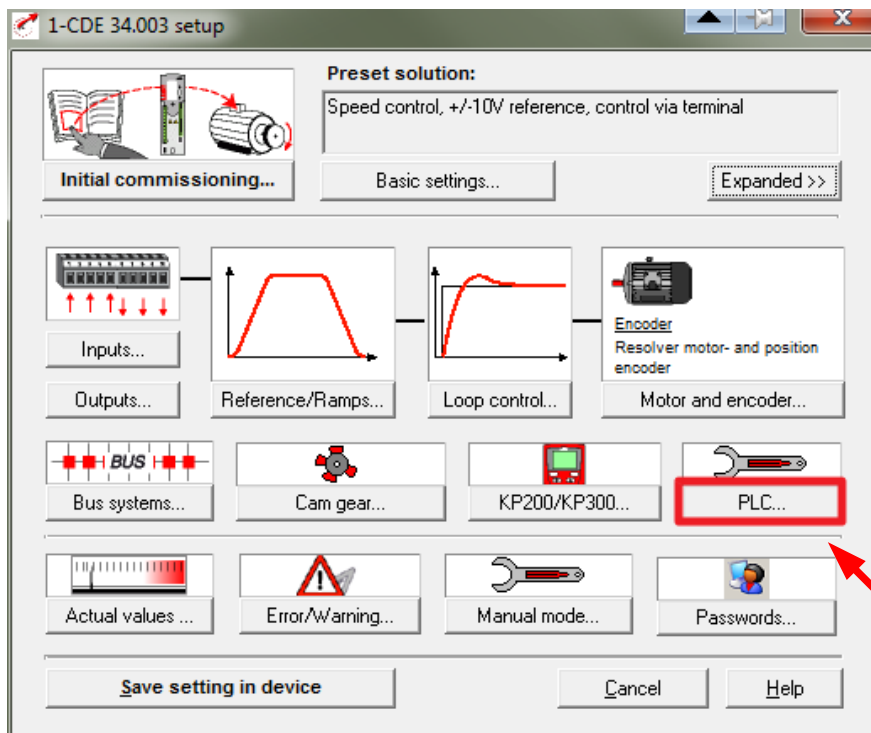 1-CDE 34.003 setup
Preset solution:
Speed control, +/-10V reference, control via terminal
Initial commissioning...
Basic settings...
Expanded >>
Inputs...
Outputs...
Reference/Ramps...
Loop control...
Encoder
Resolver motor- and position
encoder
Motor and encoder...
BUS
Bus systems...
Cam gear...
KP200/KP300...
PLC...
Actual values ...
Error/Warning...
Manual mode...
Passwords...
Save setting in device
Cancel
Help